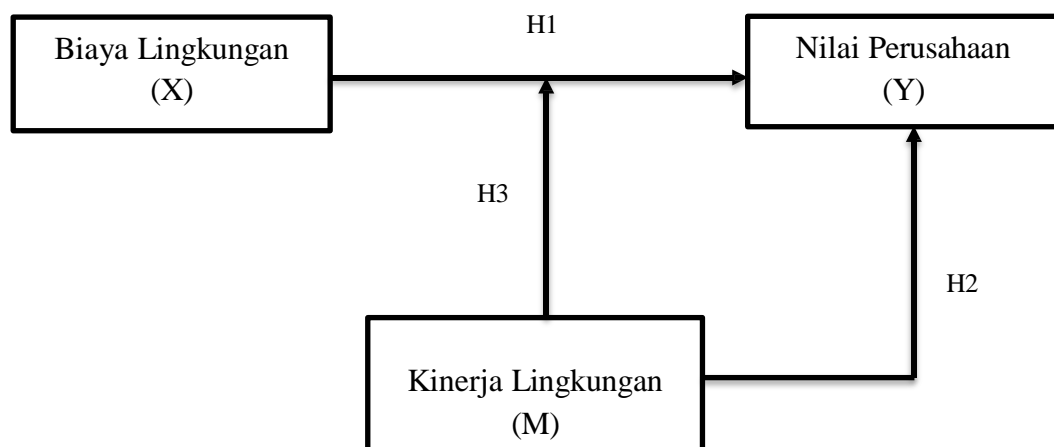 H1
Biaya Lingkungan
(X)
Nilai Perusahaan
(Y)
H3
H2
Kinerja Lingkungan
(M)